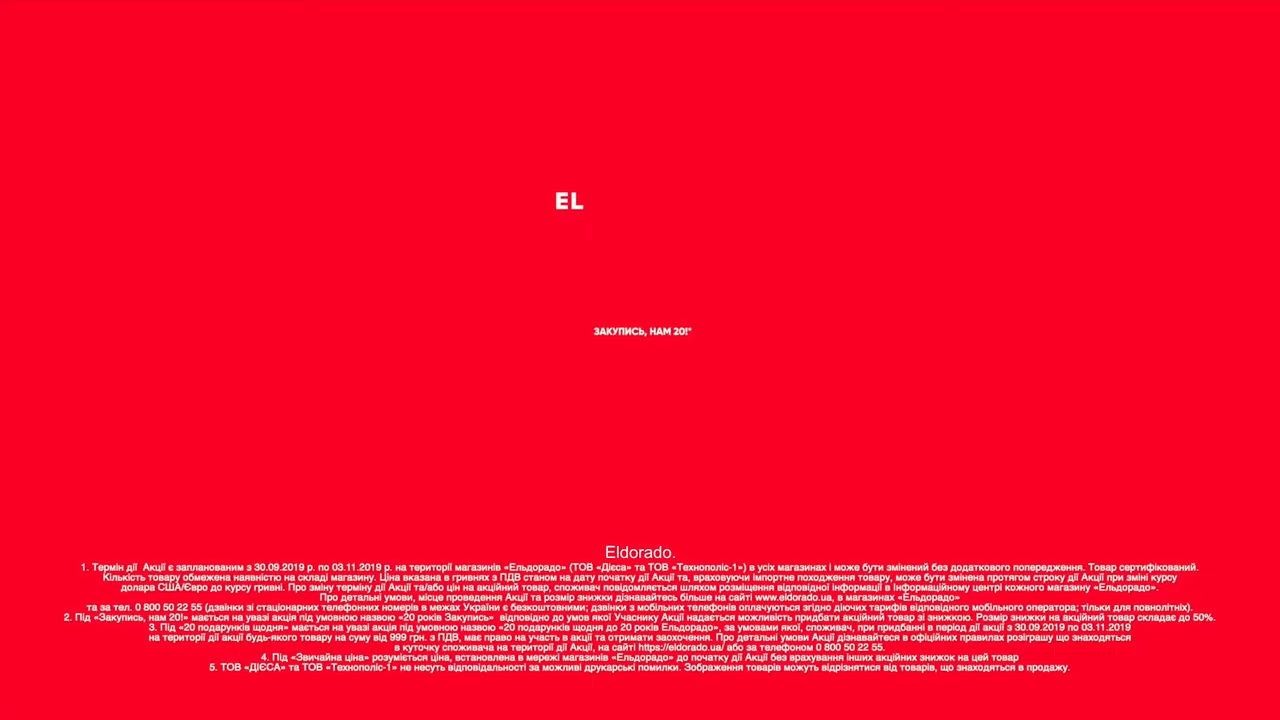 EL
ЗАКУПИСЬ, НАМ 20!*
Eldorado.
1. Термін дії Акції є запланованим з 30.09.2019 р. по 03.11.2019 р. на території магазинів «Ельдорадо» (ТОВ «Дієса» та ТОВ «Технополіс-1») в усіх магазинах і може бути змінений без додаткового попередження. Товар сертифікований.
Кількість товару обмежена наявністю на складі магазину. Ціна вказана в гривнях з ПДВ станом на дату початку дії Акції та, враховуючи імпортне походження товару, може бути змінена протягом строку дії Акції при зміні курсу
долара США/Євро до курсу гривні. Про зміну терміну дії Акції та/або цін на акційний товар, споживач повідомляється шляхом розміщення відповідної інформації в Інформаційному центрі кожного магазину «Ельдорадо».
Про детальні умови, місце проведення Акції та розмір знижки дізнавайтесь більше на сайті www.eldorado.ua, в магазинах «Ельдорадо»
та за тел. 0 800 50 22 55 (дзвінки зі стаціонарних телефонних номерів в межах України є безкоштовними; дзвінки з мобільних телефонів оплачуються згідно діючих тарифів відповідного мобільного оператора; тільки для повнолітніх).
2. Під «Закупись, нам 20!» мається на увазі акція під умовною назвою «20 років Закупись» відповідно до умов якої Учаснику Акції надається можливість придбати акційний товар зі знижкою. Розмір знижки на акційний товар складає до 50%.
3. Під «20 подарунків щодня» мається на увазі акція під умовною назвою «20 подарунків щодня до 20 років Ельдорадо», за умовами якої, споживач, при придбанні в період дії акції з 30.09.2019 по 03.11.2019
на території дії акції будь-якого товару на суму від 999 грн. з ПДВ, має право на участь в акції та отримати заохочення. Про детальні умови Акції дізнавайтеся в офіційних правилах розіграшу що знаходяться
в куточку споживача на території дії Акції, на сайті https://eldorado.ua/ або за телефоном 0 800 50 22 55.
4. Під «Звичайна ціна» розуміється ціна, встановлена в мережі магазинів «Ельдорадо» до початку дії Акції без врахування інших акційних знижок на цей товар
5. ТОВ «ДІЄСА» та ТОВ «Технополіс-1» не несуть відповідальності за можливі друкарські помилки. Зображення товарів можуть відрізнятися від товарів, що знаходяться в продажу.